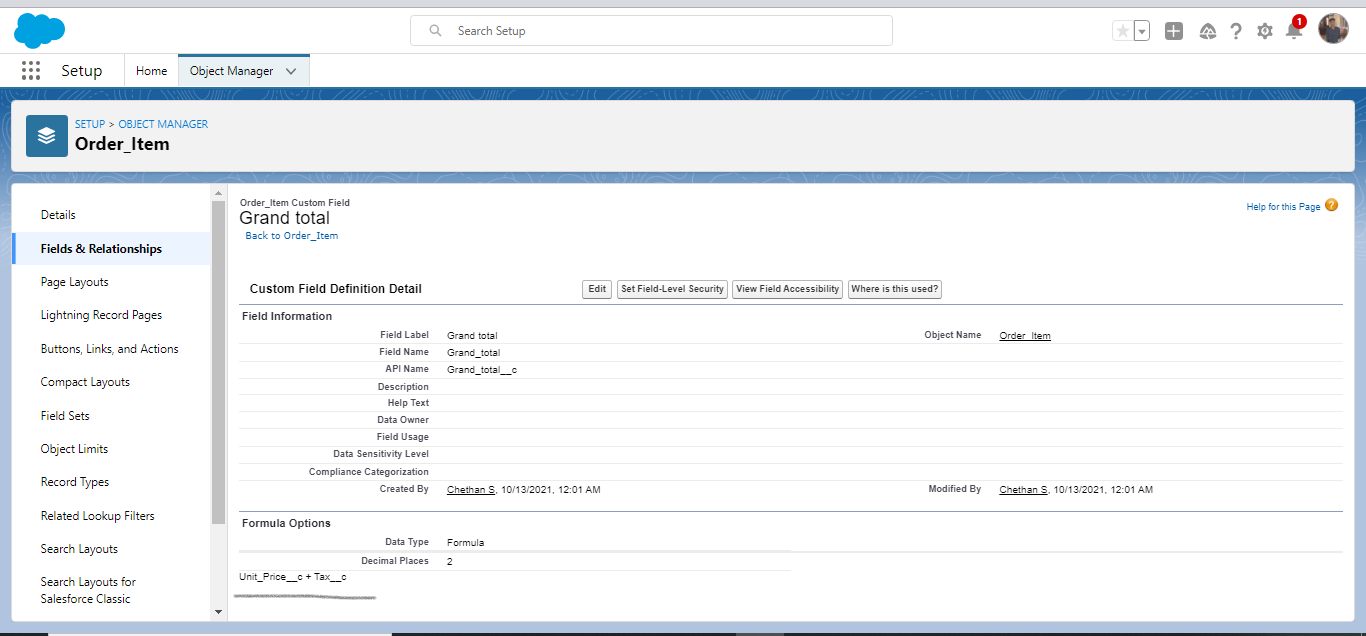 Search Setup
1
Setup
Home
Object Manager
SETUP > OBJECT MANAGER
Order_Item
Details
Fields & Relationships
Page Layouts
Lightning Record Pages
Buttons, Links, and Actions
Compact Layouts
Field Sets
Object Limits
Record Types
Related Lookup Filters
Search Layouts
Search Layouts for
Salesforce Classic
Order_Item Custom Field
Grand total
Back to Order_Item
Help for this Page ?
Custom Field Definition Detail
Edit Set Field-Level Security View Field Accessibility Where is this used?
Field Information
Field Label Grand total Object Name Order_Item
Field Name Grand_total
API Name Grand_total__c
Description
Help Text
Data Owner
Field Usage
Data Sensitivity Level
Compliance Categorization
Created By Chethan S, 10/13/2021, 12:01 AM Modified By Chethan S, 10/13/2021, 12:01 AM
Formula Options
Data Type Formula
Decimal Places 2
Unit_Price__c + Tax__c